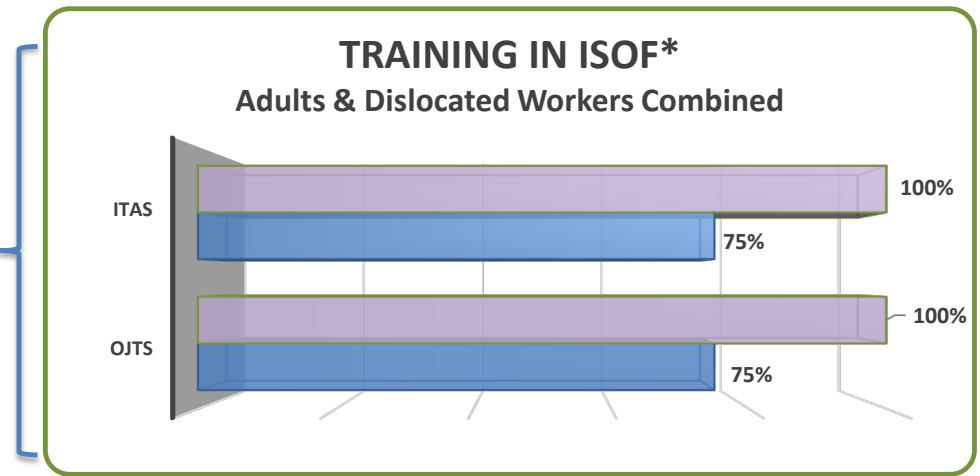 TRAINING IN ISOF*
Adults & Dislocated Workers Combined
ITAS
100%
75%
OJTS
100%
75%